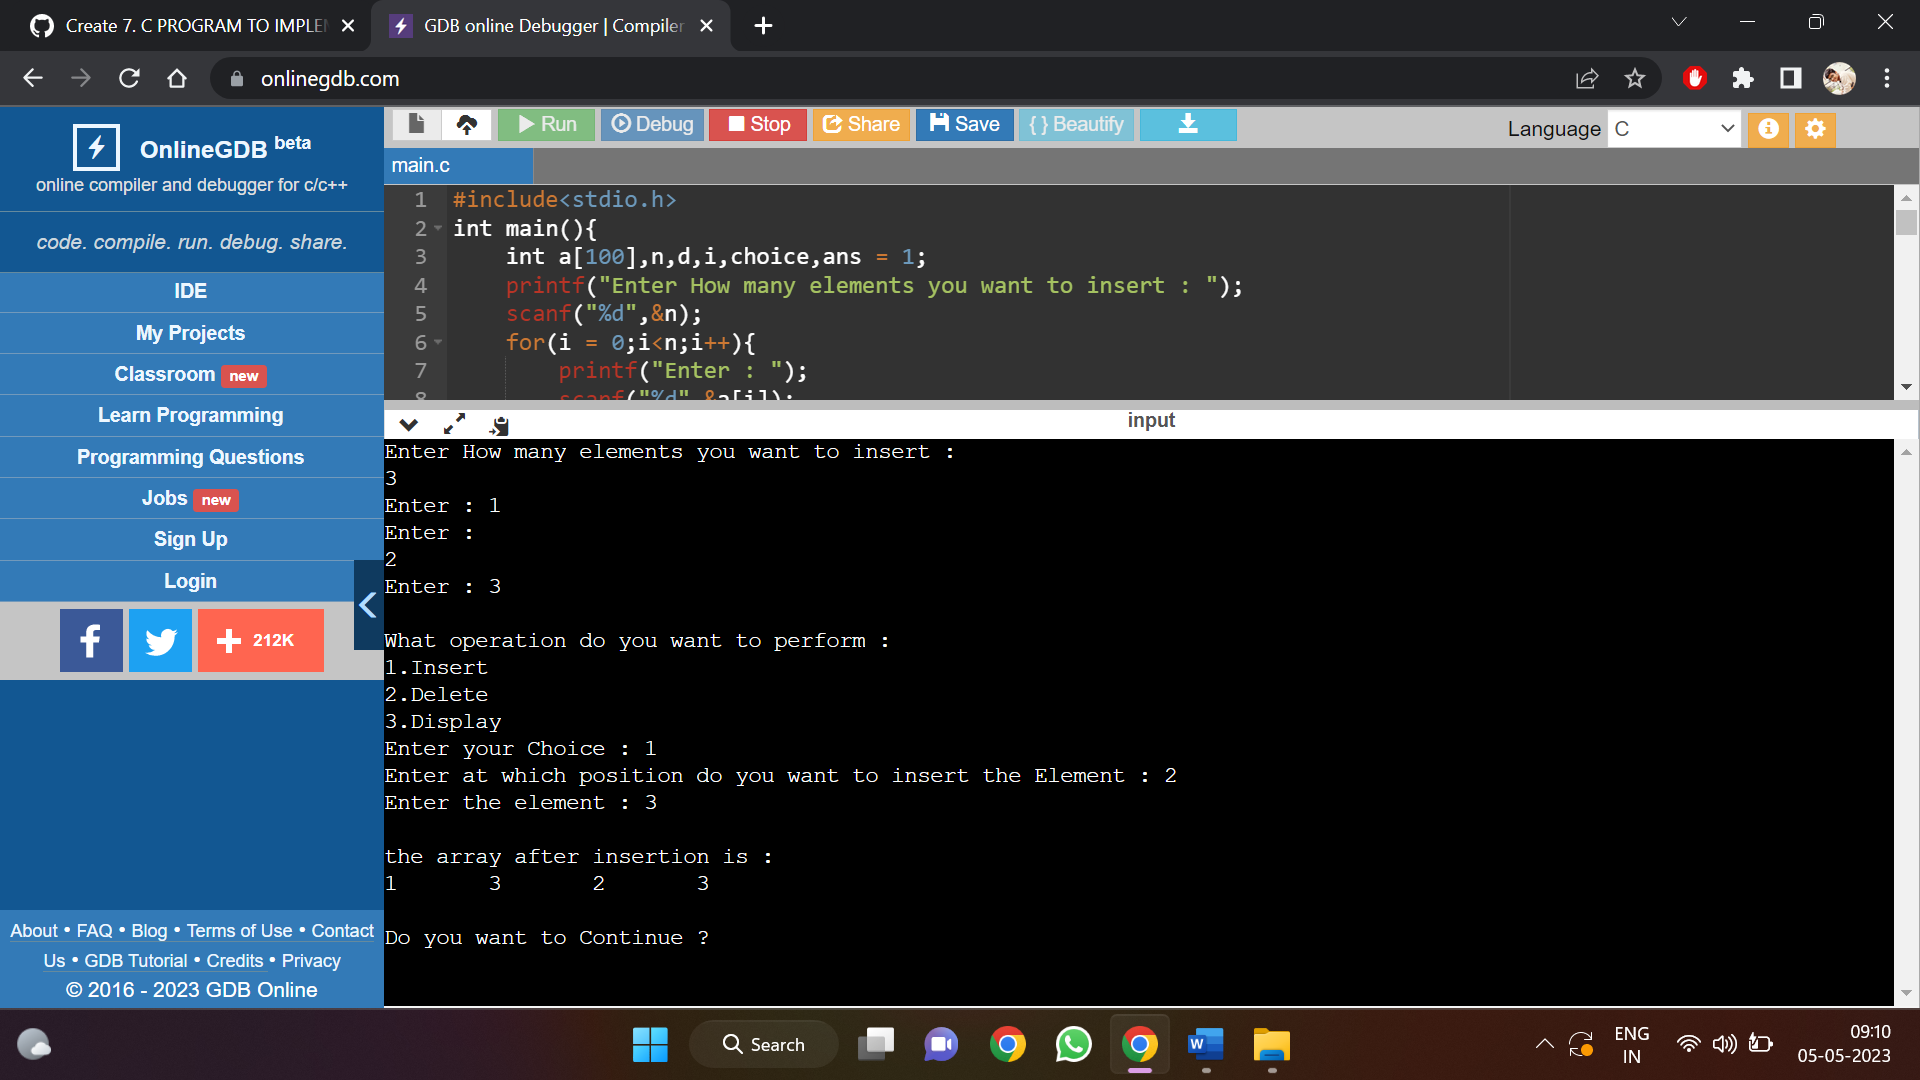 Create 7. C PROGRAM TO IMPLE
GDB online Debugger | Compiler
onlinegdb.com
OnlineGDB beta
online compiler and debugger for c/c++
code. compile. run. debug. share.
IDE
My Projects
Classroom new
Learn Programming
Programming Questions
Jobs new
Sign Up
Login
f
212K
About • FAQ • Blog • Terms of Use • Contact
Us • GDB Tutorial • Credits • Privacy
© 2016 - 2023 GDB Online
Run Debug Stop Share Save {} Beautify
Language C
main.c
1 #include<stdio.h>
2 int main(){
3 int a[100],n,d,i,choice,ans = 1;
4 printf("Enter How many elements you want to insert : ");
5 scanf("%d",&n);
6 for(i = 0;i<n;i++){
7 printf("Enter : ");
8 scanf("%d",&a[i]);
input
Enter How many elements you want to insert :
3
Enter : 1
Enter :
2
Enter : 3
What operation do you want to perform :
1.Insert
2.Delete
3.Display
Enter your Choice : 1
Enter at which position do you want to insert the Element : 2
Enter the element : 3
the array after insertion is :
1 3 2 3
Do you want to Continue ?
Search
W
ENG
IN
09:10
05-05-2023